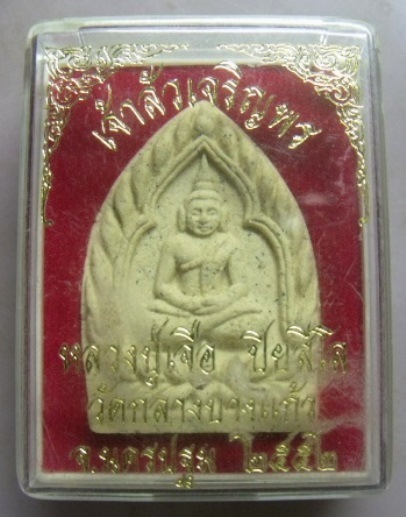 เจ้าสัวเจริญพร
หลวงปู่เจือ ปิยสีโล
วัดกลางบางแก้ว
จ.นครปฐม ๒๕๕๒